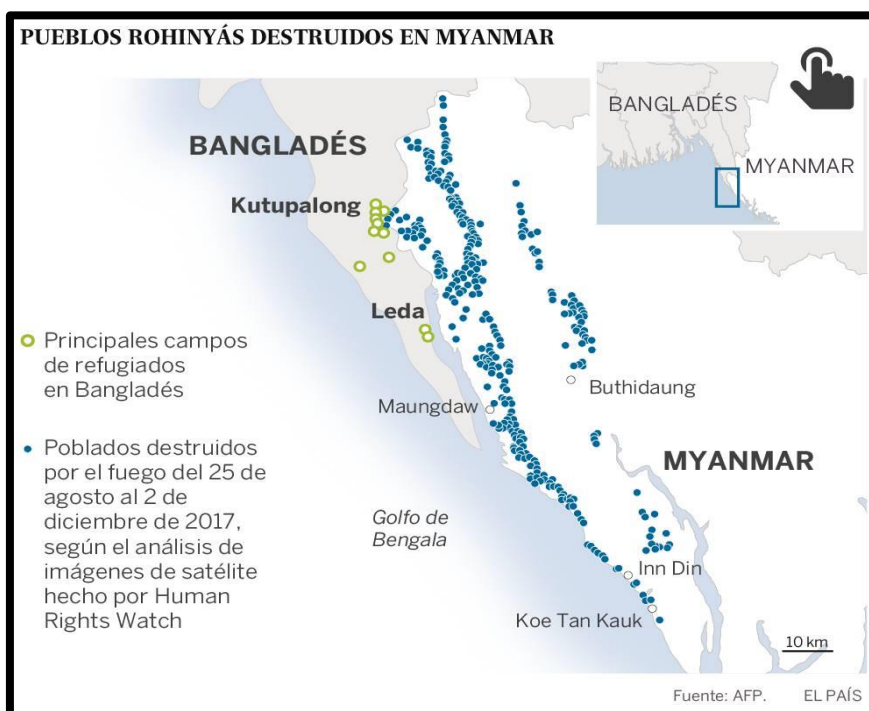 PUEBLOS ROHINYÁS DESTRUIDOS EN MYANMAR
BANGLADÉS
MYANMAR
BANGLADÉS
Kutupalong
Leda
Principales campos
de refugiados
en Bangladés
Maungdaw
Buthidaung
Poblados destruidos
por el fuego del 25 de
agosto al 2 de
diciembre de 2017,
según el análisis de
imágenes de satélite
hecho por Human
Rights Watch
MYANMAR
Golfo de
Bengala
Inn Din
Koe Tan Kauk
10 km
Fuente: AFP. EL PAÍS